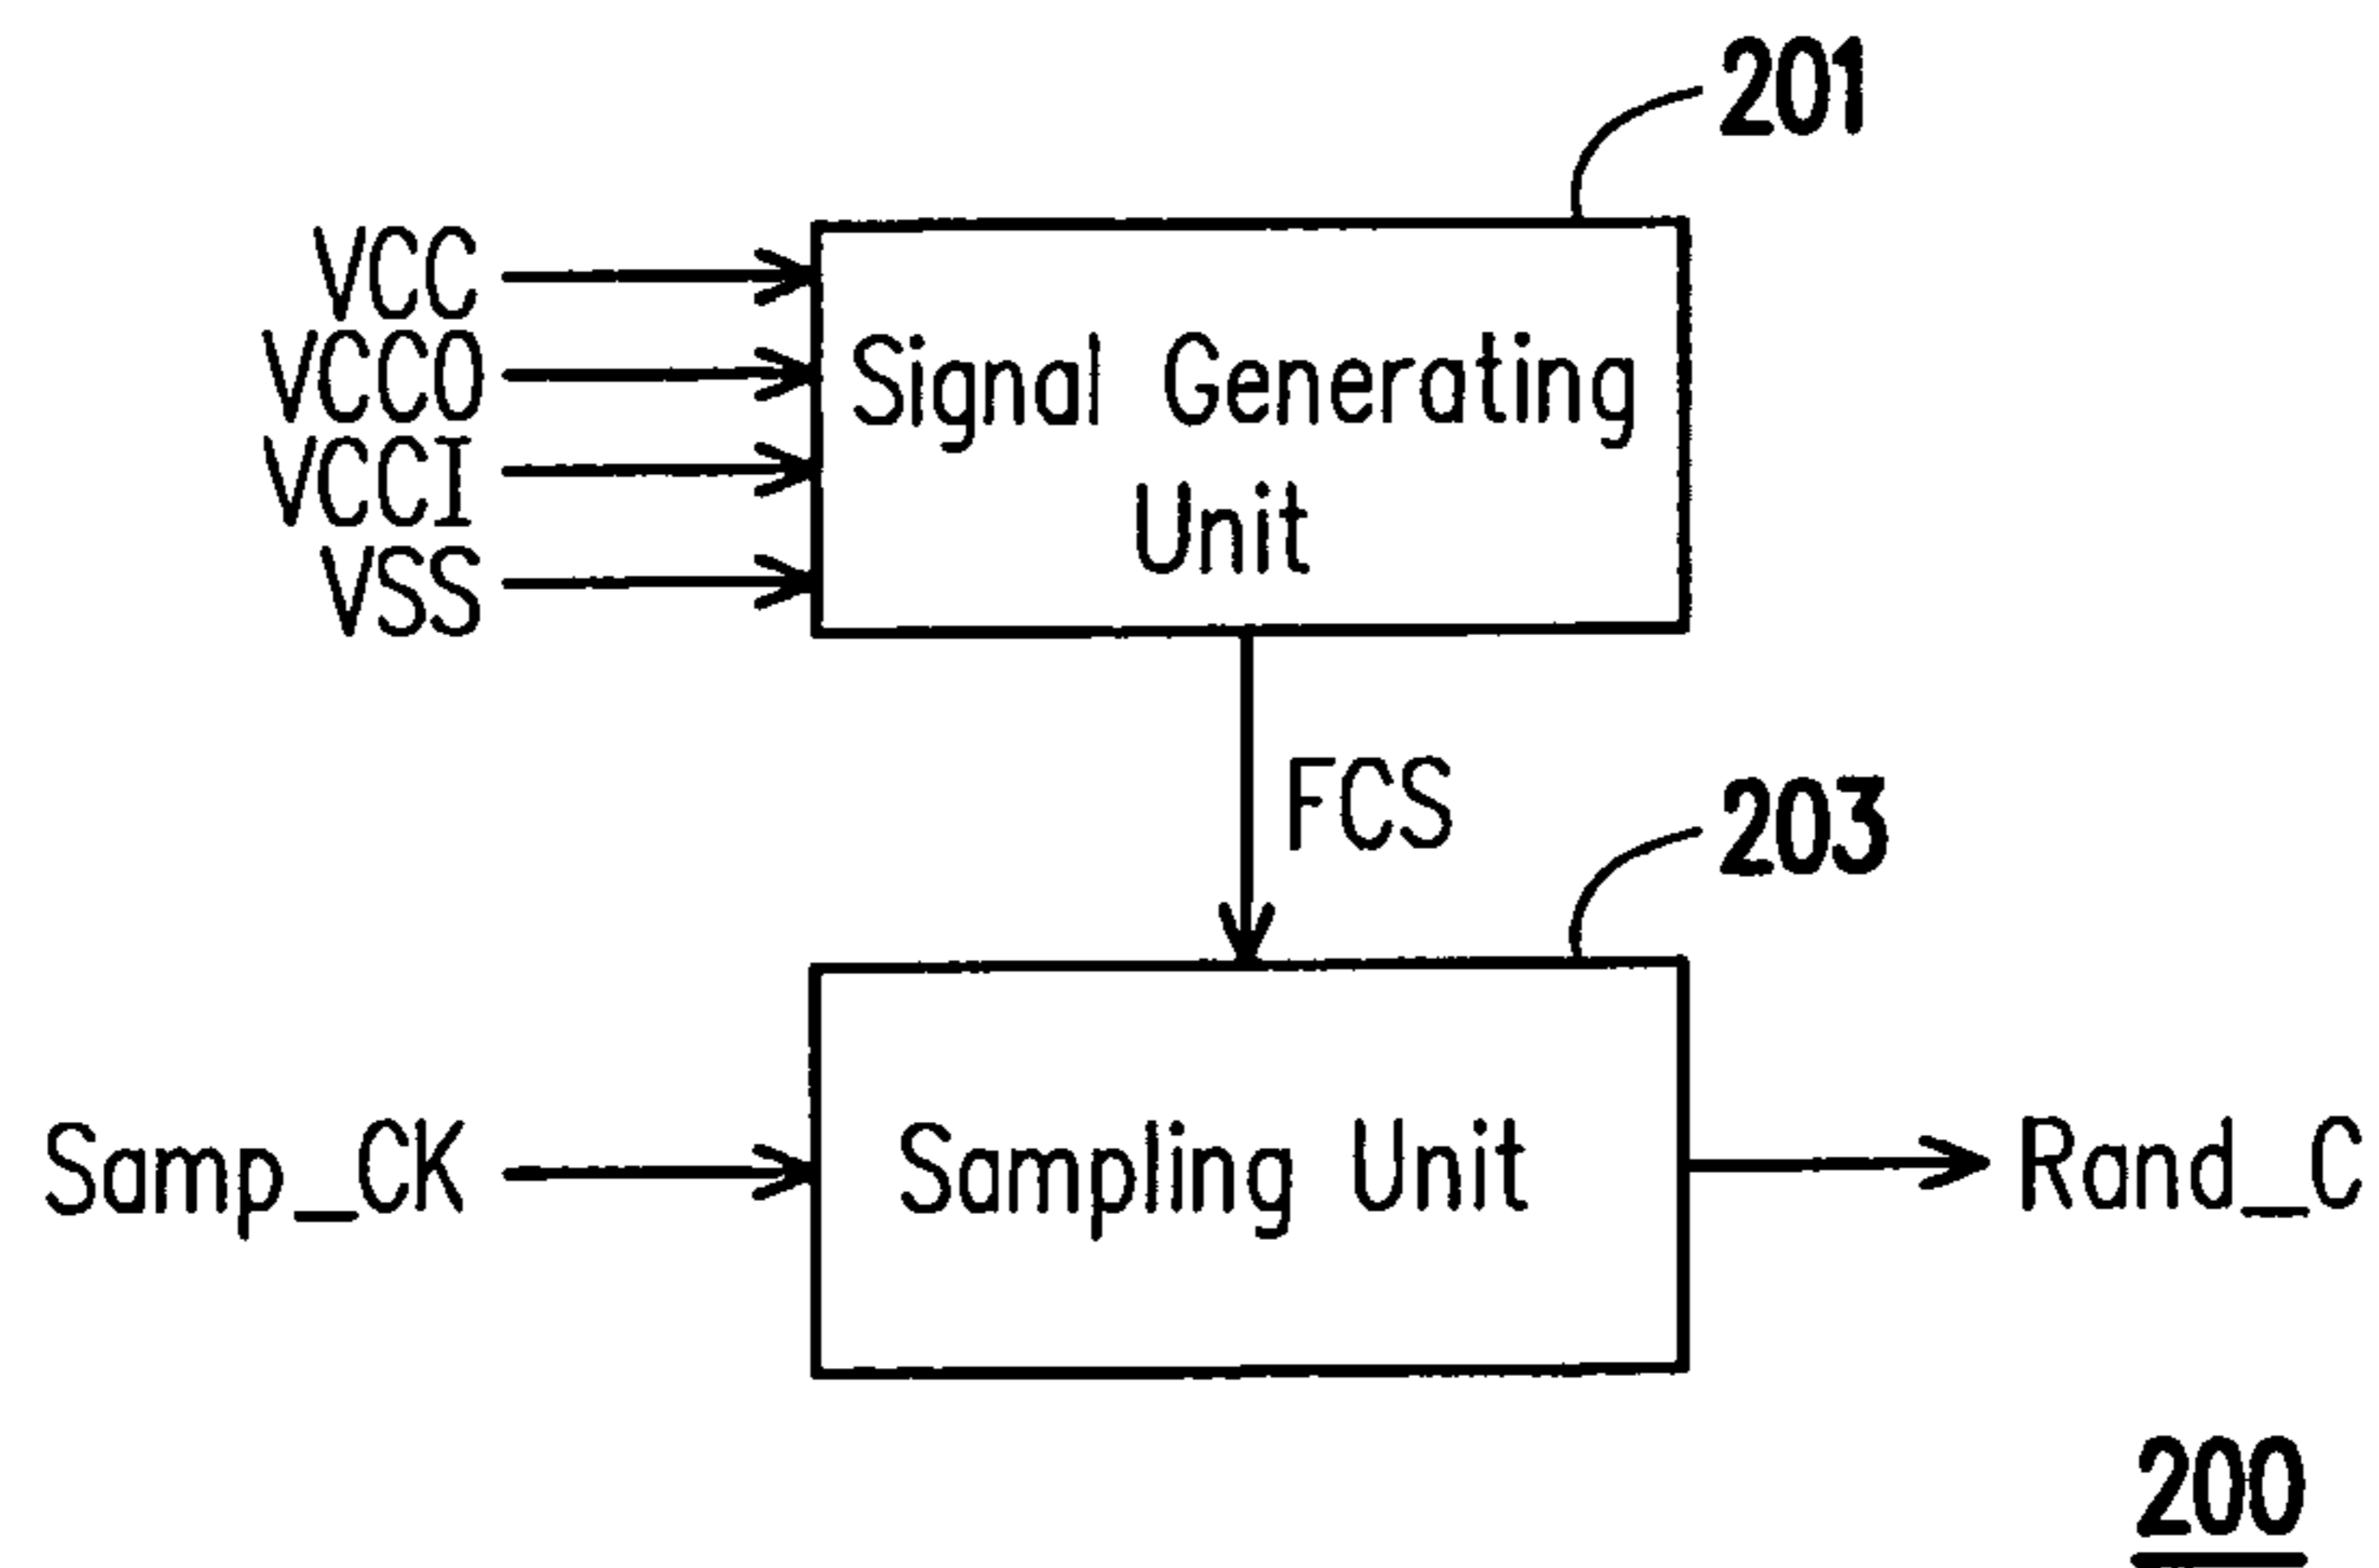 201
VCC
VCCO
VCCI
VSS
Signal Generating
Unit
FCS
203
Samp_CK
Sampling Unit
Rand_C
200